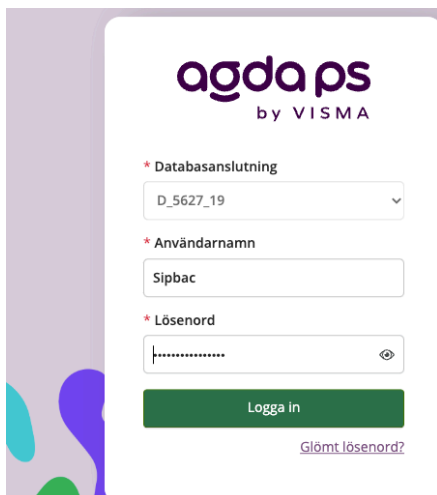 agda ps
by VISMA
* Databasanslutning
D_5627_19
* Användarnamn
Sipbac
* Lösenord
•••••••••••••••
Logga in
Glömt lösenord?